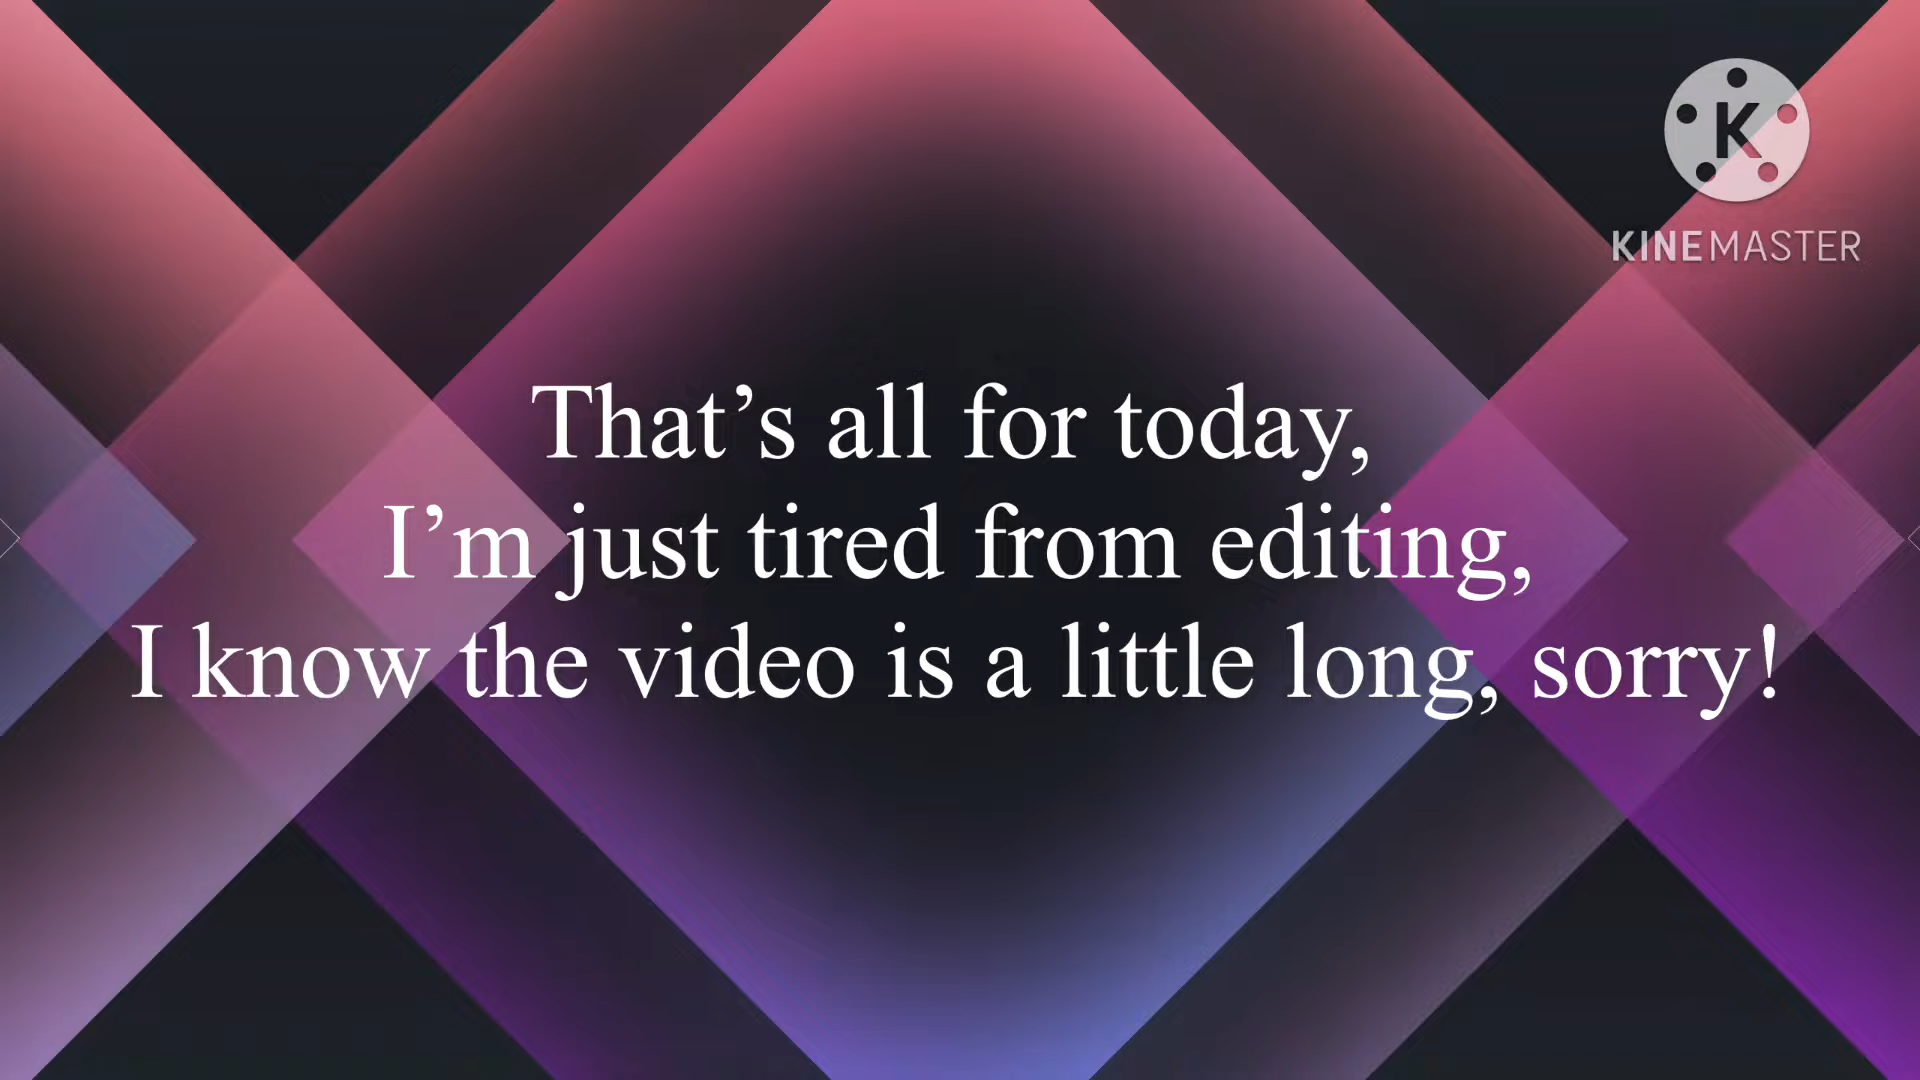 K
KINEMASTER
That’s all for today,
I’m just tired from editing,
I know the video is a little long, sorry!